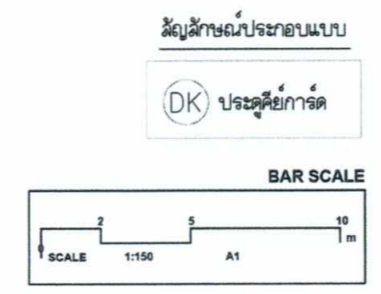 สัญลักษณ์ประกอบแบบ
DK ประตูคีย์การ์ด
BAR SCALE
0 2 5 10
m
SCALE 1:150 A1